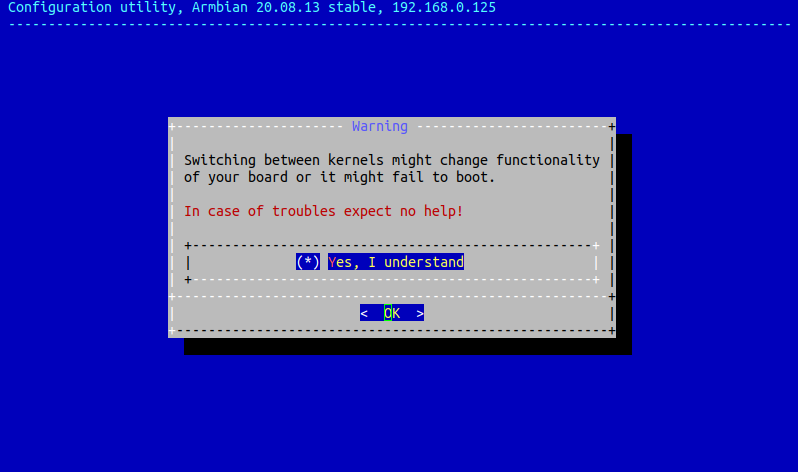 Configuration utility, Armbian 20.08.13 stable, 192.168.0.125
Warning
Switching between kernels might change functionality
of your board or it might fail to boot.
In case of troubles expect no help!
(*) Yes, I understand
<  OK  >